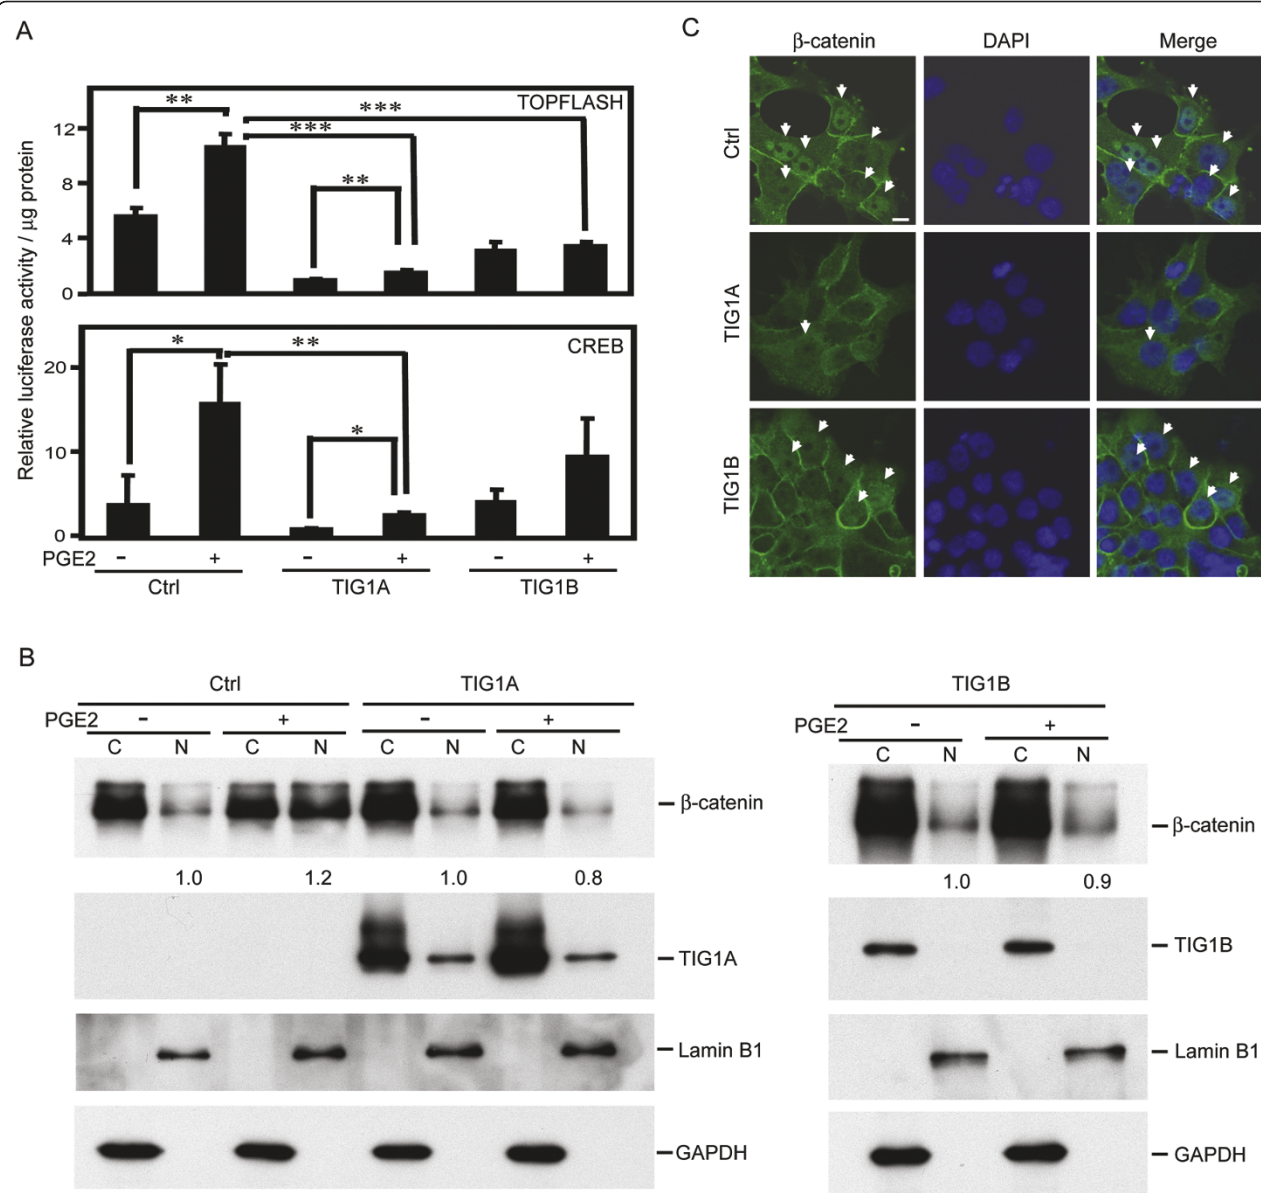 A
Relative luciferase activity / µg protein
TOPFLASH
12
8
4
0
**
***
***
**
CREB
20
10
0
*
**
*
PGE2 - + - + - +
Ctrl TIG1A TIG1B
C
β-catenin DAPI Merge
Ctrl
TIG1A
TIG1B
B
Ctrl TIG1A
PGE2 - + - +
C N C N C N C N
β-catenin
1.0 1.2 1.0 0.8
TIG1A
Lamin B1
GAPDH
TIG1B
PGE2 - +
C N C N
β-catenin
1.0 0.9
TIG1B
Lamin B1
GAPDH